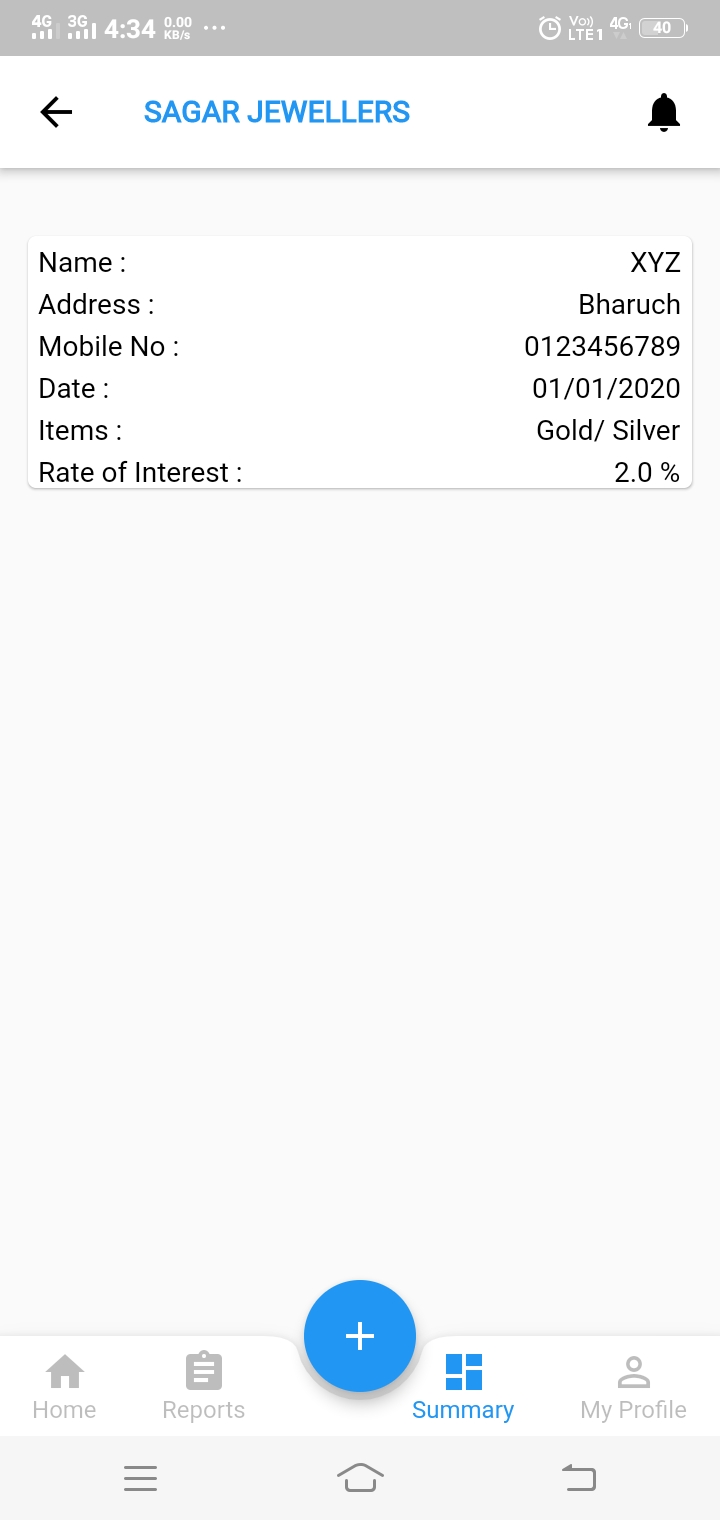 4G 3G 4:34 0.00 KB/s ... Vo)) LTE1 4G 40
SAGAR JEWELLERS
Name : XYZ
Address : Bharuch
Mobile No : 0123456789
Date : 01/01/2020
Items : Gold/ Silver
Rate of Interest : 2.0 %
+
Home Reports Summary My Profile